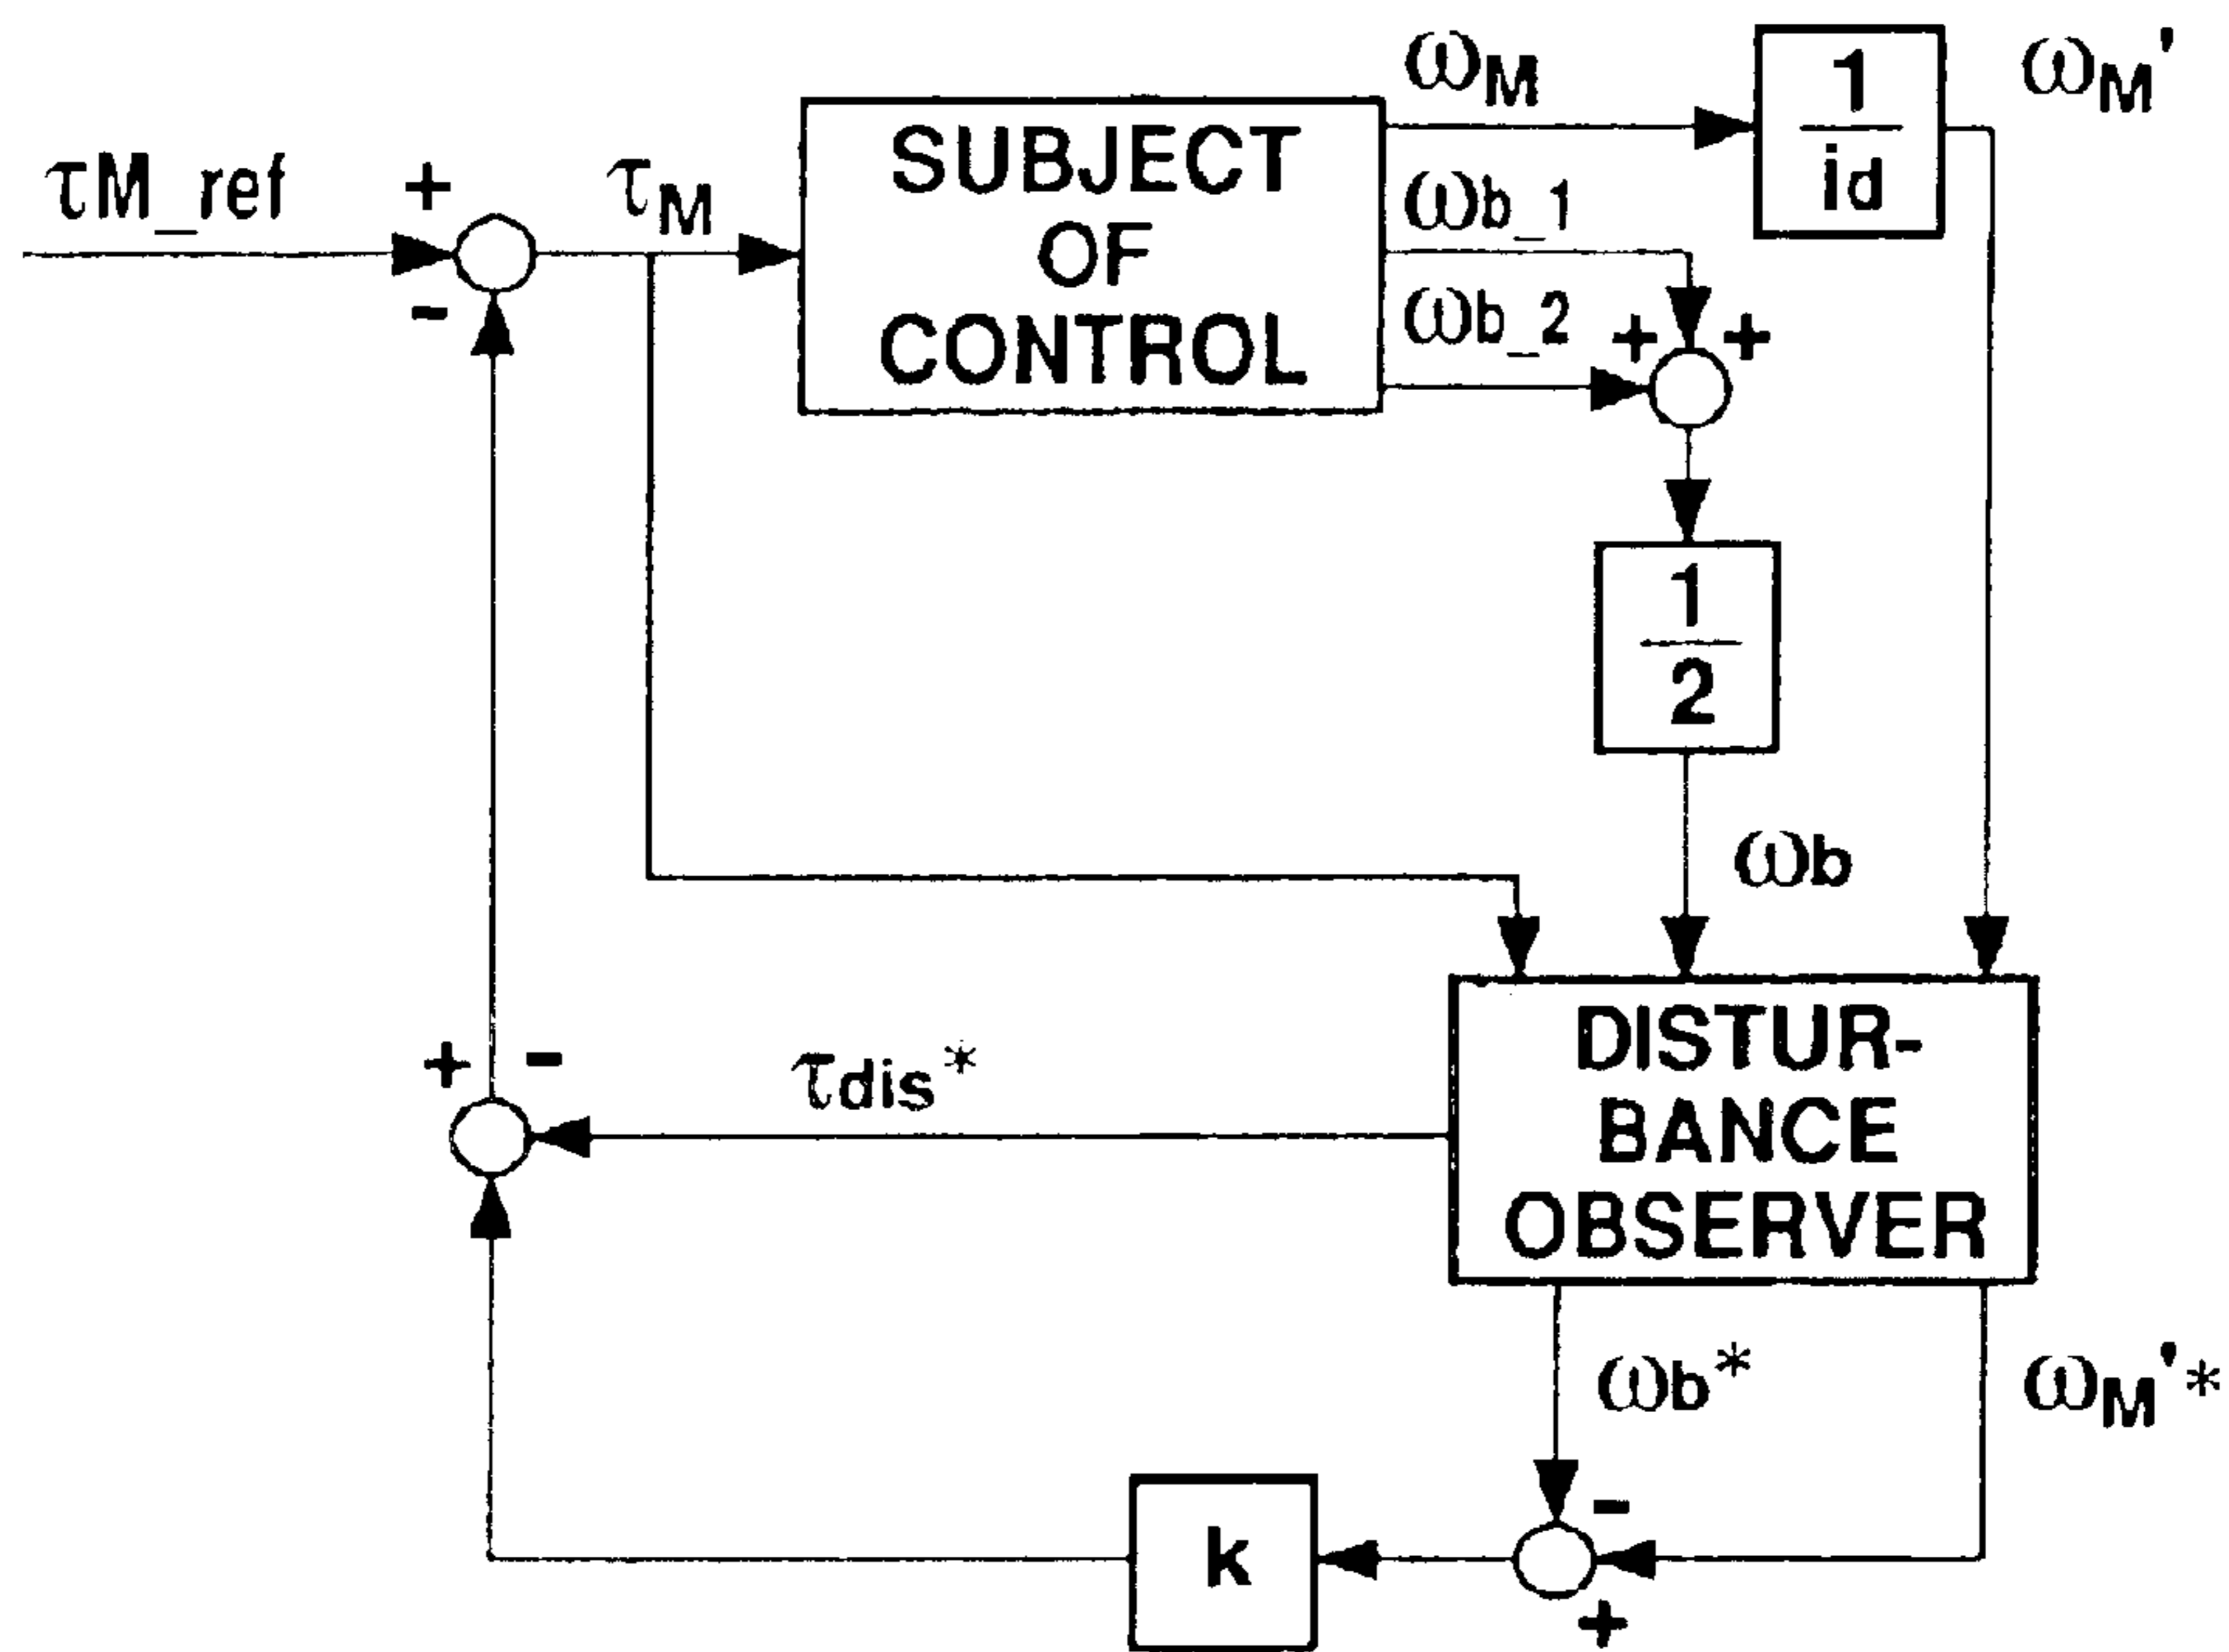 τM_ref
+
-
τM
SUBJECT
OF
CONTROL
ωM
ωb_1
ωb_2
+
+
1
id
ωM'
1
2
ωb
DISTUR-
BANCE
OBSERVER
+
-
τdis*
ωb*
ωM'*
-
+
k